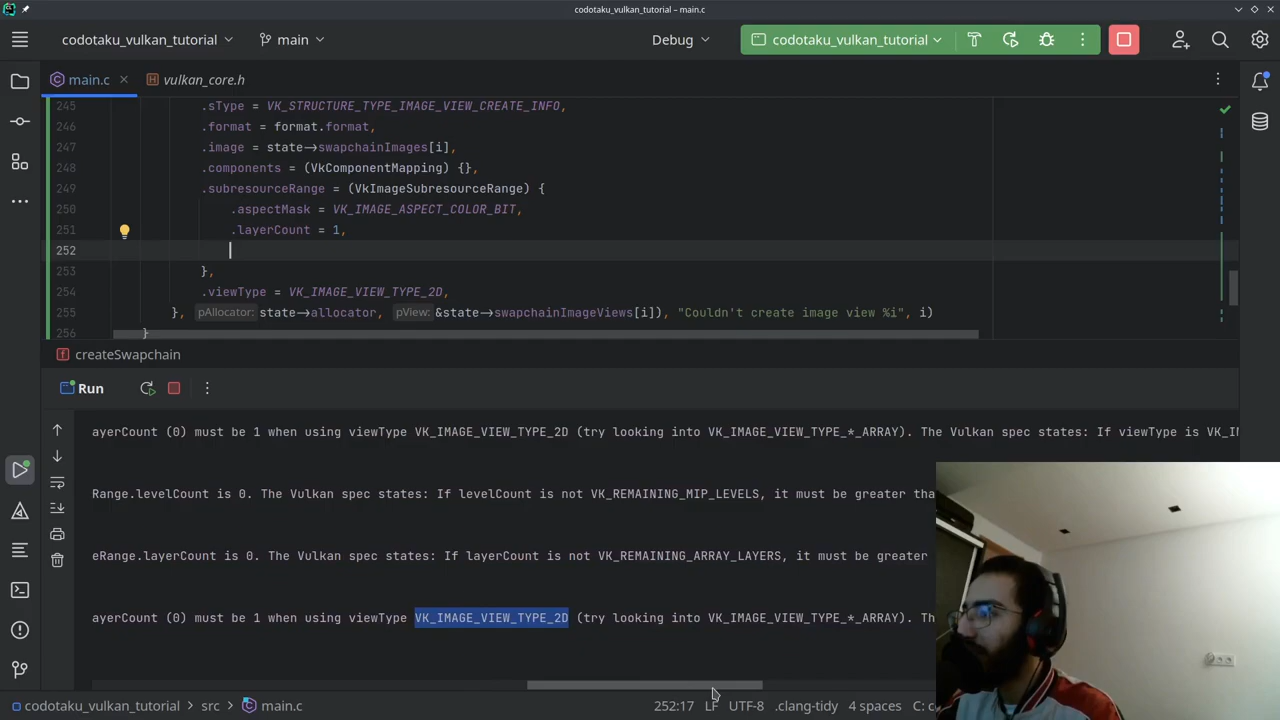 codotaku_vulkan_tutorial – main.c
codotaku_vulkan_tutorial main Debug codotaku_vulkan_tutorial
main.c vulkan_core.h
245 .sType = VK_STRUCTURE_TYPE_IMAGE_VIEW_CREATE_INFO,
246 .format = format.format,
247 .image = state→swapchainImages[i],
248 .components = (VkComponentMapping) {},
249 .subresourceRange = (VkImageSubresourceRange) {
250 .aspectMask = VK_IMAGE_ASPECT_COLOR_BIT,
251 .layerCount = 1,
252
253 },
254 .viewType = VK_IMAGE_VIEW_TYPE_2D,
255 }, pAllocator: state→allocator, pView: &state→swapchainImageViews[i]), "Couldn't create image view %i", i)
256 }
createSwapchain
Run
ayerCount (0) must be 1 when using viewType VK_IMAGE_VIEW_TYPE_2D (try looking into VK_IMAGE_VIEW_TYPE_*_ARRAY). The Vulkan spec states: If viewType is VK_IM
Range.levelCount is 0. The Vulkan spec states: If levelCount is not VK_REMAINING_MIP_LEVELS, it must be greater tha
eRange.layerCount is 0. The Vulkan spec states: If layerCount is not VK_REMAINING_ARRAY_LAYERS, it must be greater
ayerCount (0) must be 1 when using viewType VK_IMAGE_VIEW_TYPE_2D (try looking into VK_IMAGE_VIEW_TYPE_*_ARRAY). Th
codotaku_vulkan_tutorial > src > main.c 252:17 LF UTF-8 .clang-tidy 4 spaces C: c